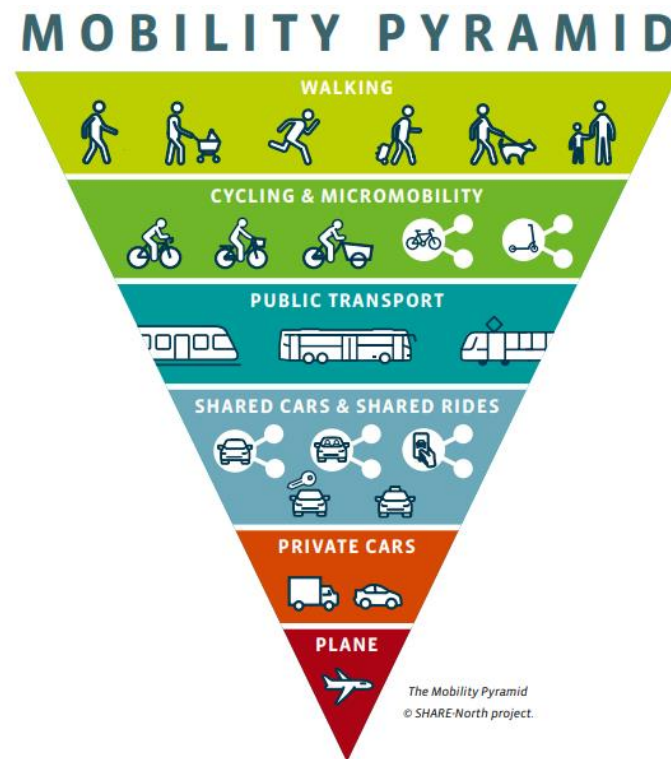 MOBILITY PYRAMID
WALKING
CYCLING & MICROMOBILITY
PUBLIC TRANSPORT
SHARED CARS & SHARED RIDES
PRIVATE CARS
PLANE
The Mobility Pyramid
© SHARE-North project.